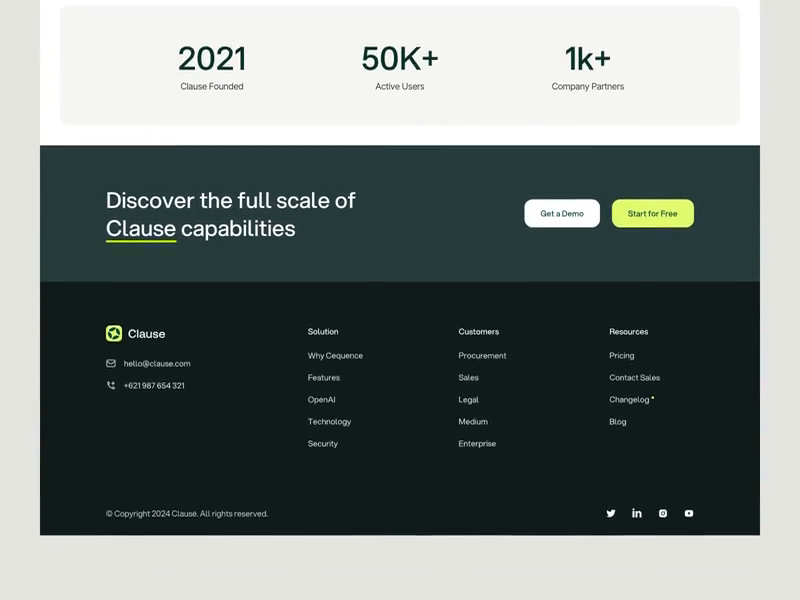 2021
Clause Founded
50K+
Active Users
1k+
Company Partners
Discover the full scale of
Clause capabilities
Get a Demo
Start for Free
Clause
hello@clause.com
+621 987 654 321
Solution
Why Cequence
Features
OpenAI
Technology
Security
Customers
Procurement
Sales
Legal
Medium
Enterprise
Resources
Pricing
Contact Sales
Changelog
Blog
© Copyright 2024 Clause. All rights reserved.